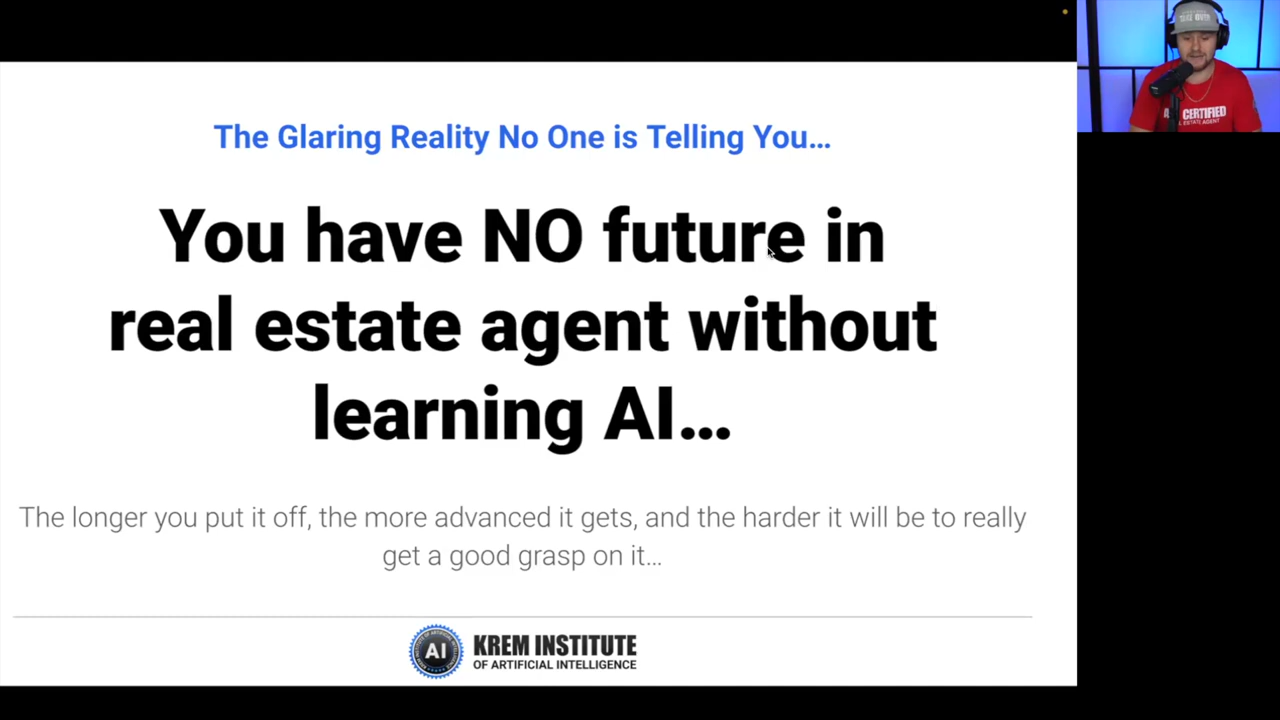 The Glaring Reality No One is Telling You...
You have NO future in
real estate agent without
learning AI...
The longer you put it off, the more advanced it gets, and the harder it will be to really
get a good grasp on it...
AI
KREM INSTITUTE
OF ARTIFICIAL INTELLIGENCE
CERTIFIED
ESTATE AGENT